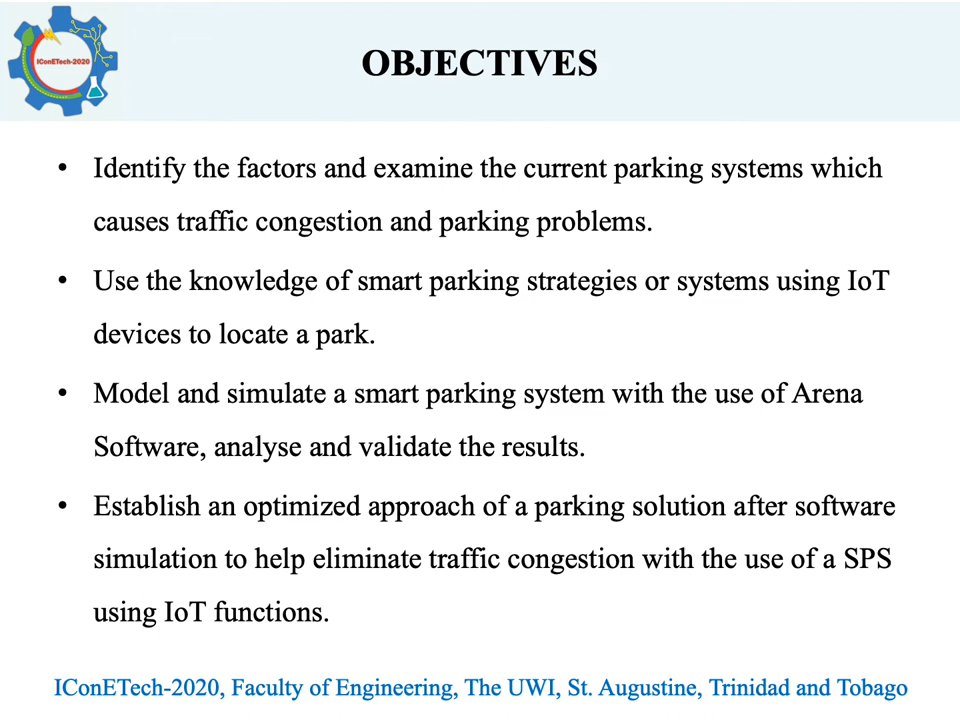 IConETech-2020
OBJECTIVES
• Identify the factors and examine the current parking systems which
causes traffic congestion and parking problems.
• Use the knowledge of smart parking strategies or systems using IoT
devices to locate a park.
• Model and simulate a smart parking system with the use of Arena
Software, analyse and validate the results.
• Establish an optimized approach of a parking solution after software
simulation to help eliminate traffic congestion with the use of a SPS
using IoT functions.
IConETech-2020, Faculty of Engineering, The UWI, St. Augustine, Trinidad and Tobago